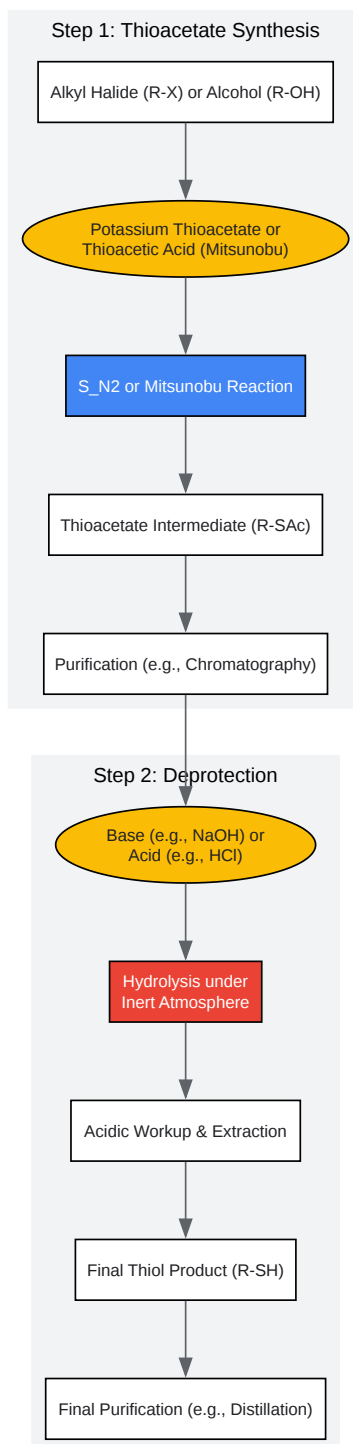 Step 1: Thioacetate Synthesis
Alkyl Halide (R-X) or Alcohol (R-OH)
Potassium Thioacetate or
Thioacetic Acid (Mitsunobu)
S_N2 or Mitsunobu Reaction
Thioacetate Intermediate (R-SAc)
Purification (e.g., Chromatography)
Step 2: Deprotection
Base (e.g., NaOH) or
Acid (e.g., HCl)
Hydrolysis under
Inert Atmosphere
Acidic Workup & Extraction
Final Thiol Product (R-SH)
Final Purification (e.g., Distillation)